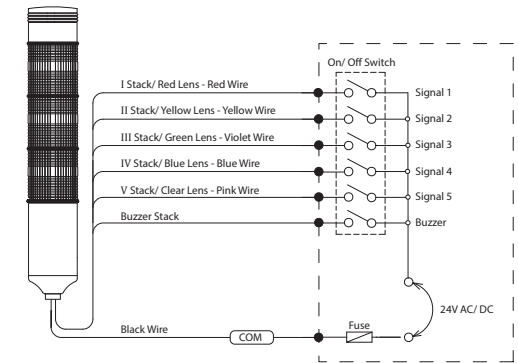 On/ Off Switch
I Stack/ Red Lens - Red Wire
Signal 1
II Stack/ Yellow Lens - Yellow Wire
Signal 2
III Stack/ Green Lens - Violet Wire
Signal 3
IV Stack/ Blue Lens - Blue Wire
Signal 4
V Stack/ Clear Lens - Pink Wire
Signal 5
Buzzer Stack
Buzzer
24V AC/ DC
Black Wire
COM
Fuse